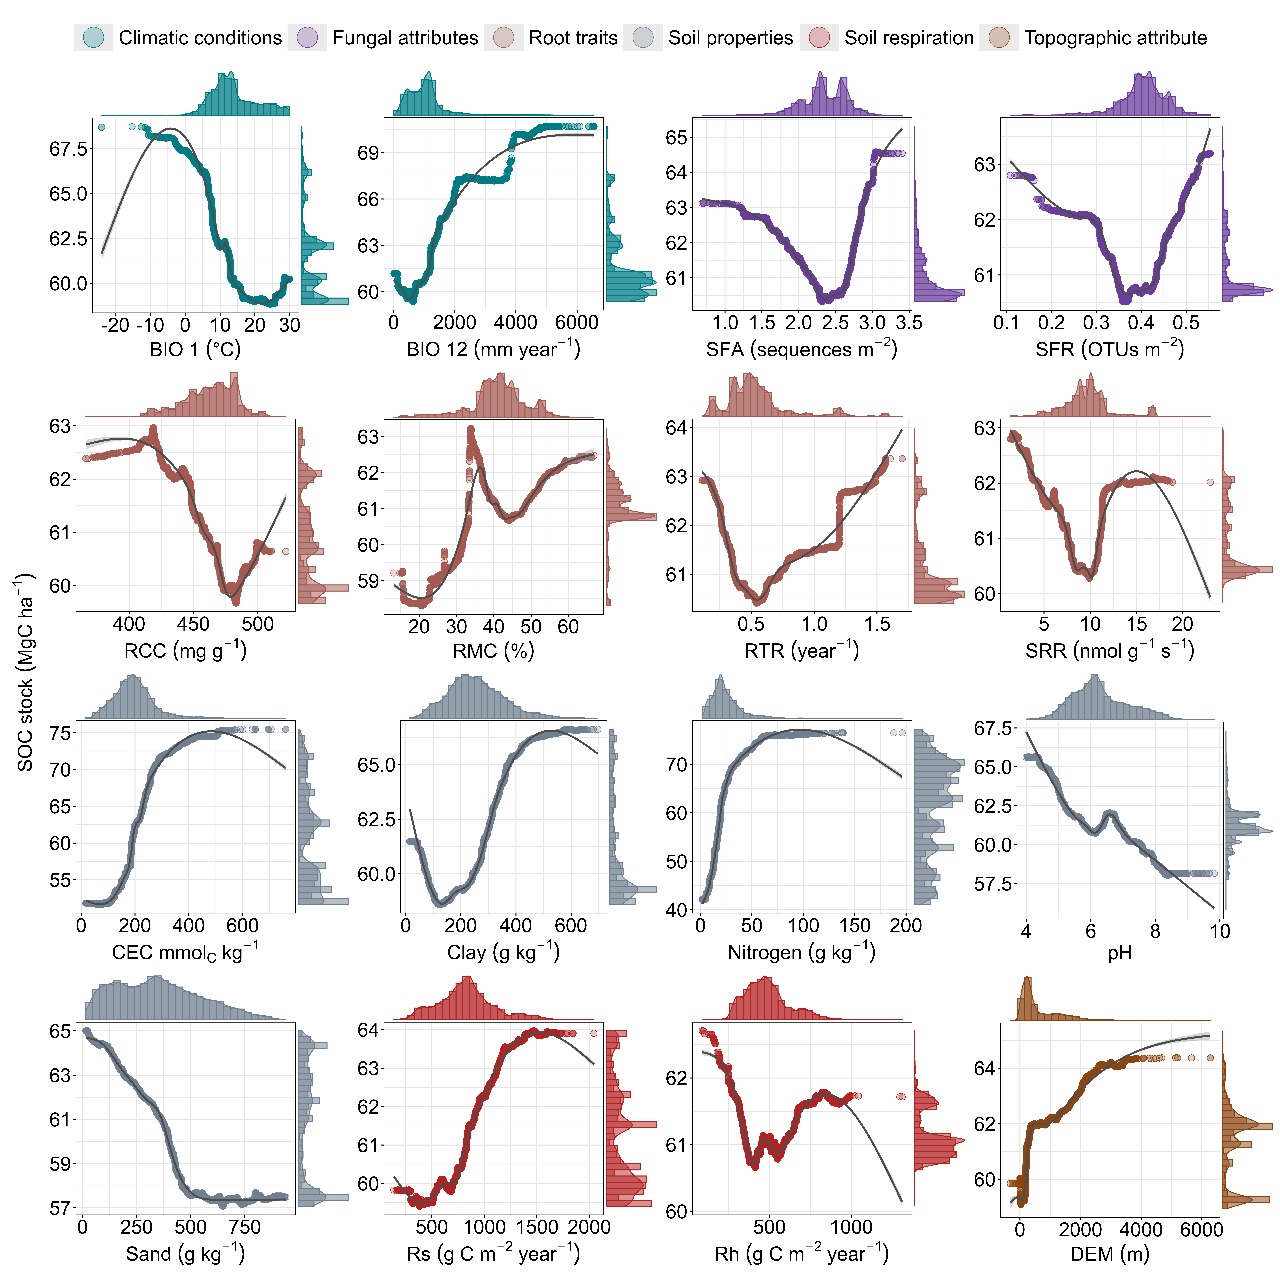 Climatic conditions Fungal attributes Root traits Soil properties Soil respiration Topographic attribute
SOC stock (MgC ha⁻¹)
67.5
65.0
62.5
60.0
-20 -10 0 10 20 30
BIO 1 (°C)
69
66
63
60
0 2000 4000 6000
BIO 12 (mm year⁻¹)
65
64
63
62
61
1.0 1.5 2.0 2.5 3.0 3.5
SFA (sequences m⁻²)
63
62
61
0.1 0.2 0.3 0.4 0.5
SFR (OTUs m⁻²)
63
62
61
60
400 450 500
RCC (mg g⁻¹)
63
62
61
60
59
20 30 40 50 60
RMC (%)
64
63
62
61
0.5 1.0 1.5
RTR (year⁻¹)
63
62
61
60
5 10 15 20
SRR (nmol g⁻¹ s⁻¹)
75
70
65
60
55
0 200 400 600
CEC mmol_C kg⁻¹
65.0
62.5
60.0
0 200 400 600
Clay (g kg⁻¹)
70
60
50
40
0 50 100 150 200
Nitrogen (g kg⁻¹)
67.5
65.0
62.5
60.0
57.5
4 6 8 10
pH
65
63
61
59
57
0 250 500 750
Sand (g kg⁻¹)
64
63
62
61
60
500 1000 1500 2000
Rs (g C m⁻² year⁻¹)
62
61
60
500 1000
Rh (g C m⁻² year⁻¹)
64
62
60
0 2000 4000 6000
DEM (m)